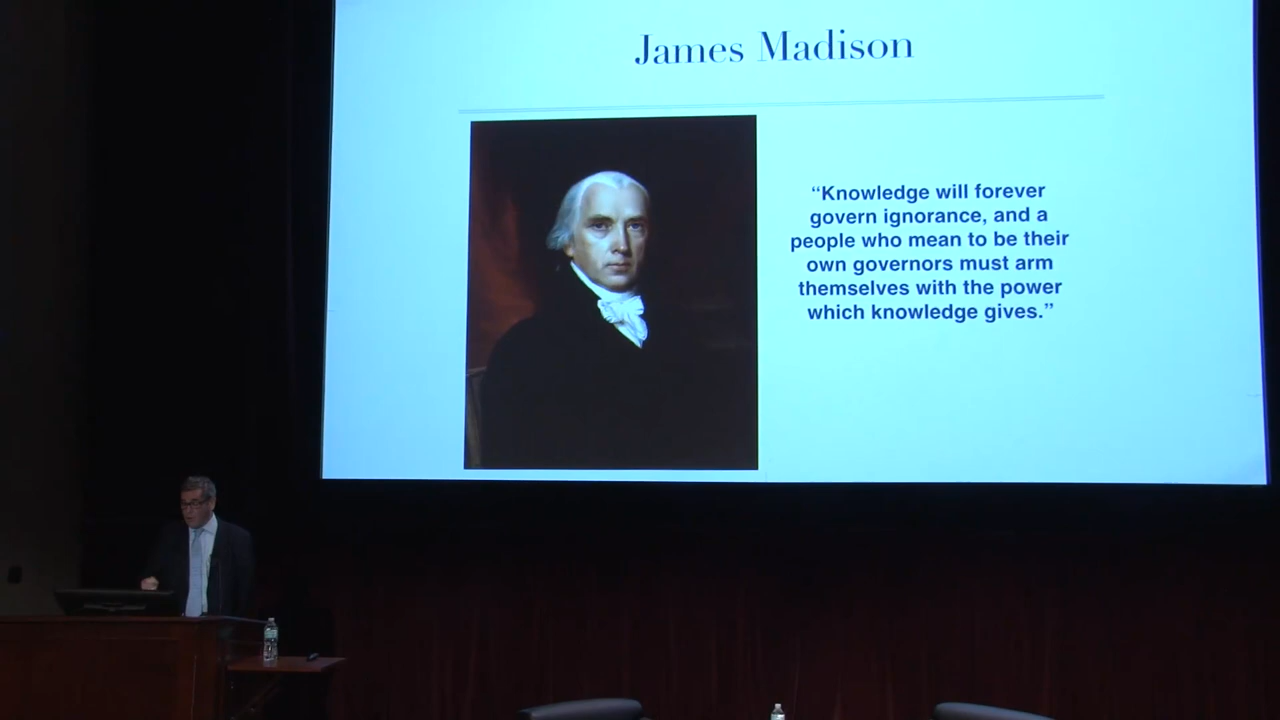 James Madison
“Knowledge will forever
govern ignorance, and a
people who mean to be their
own governors must arm
themselves with the power
which knowledge gives.”